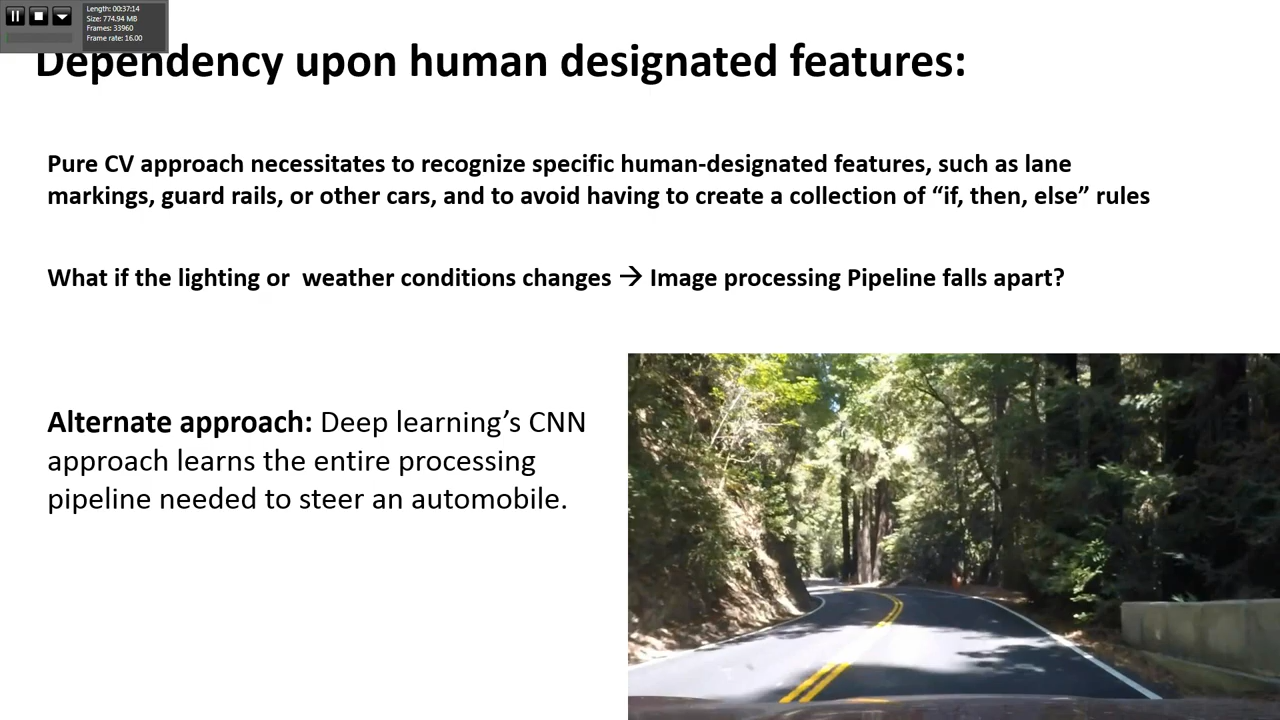 Length: 00:37:14
Size: 774.94 MB
Frames: 33960
Frame rate: 16.00
Dependency upon human designated features:
Pure CV approach necessitates to recognize specific human-designated features, such as lane
markings, guard rails, or other cars, and to avoid having to create a collection of “if, then, else” rules
What if the lighting or  weather conditions changes → Image processing Pipeline falls apart?
Alternate approach: Deep learning’s CNN
approach learns the entire processing
pipeline needed to steer an automobile.